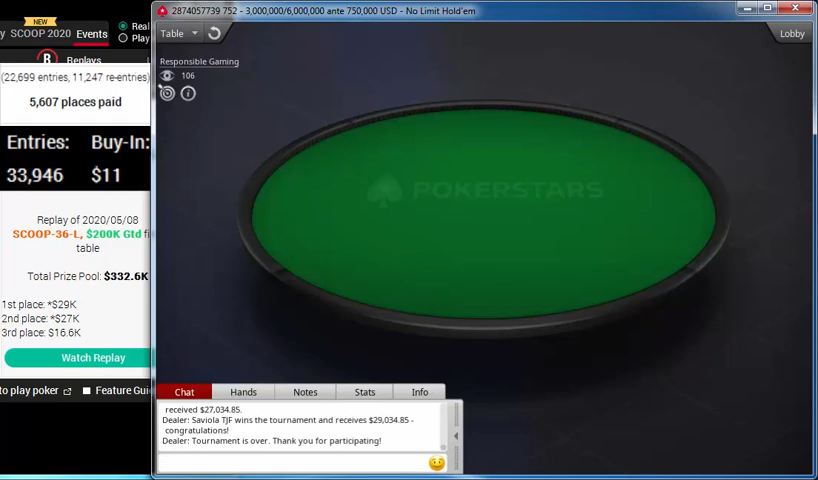 2874057739 752 - 3,000,000/6,000,000 ante 750,000 USD - No Limit Hold'em
Table
Lobby
Responsible Gaming
106
POKERSTARS
NEW
y SCOOP 2020 Events
Real
Play
R Replays
(22,699 entries, 11,247 re-entries)
5,607 places paid
Entries: Buy-In:
33,946 $11
Replay of 2020/05/08
SCOOP-36-L, $200K Gtd fi
table
Total Prize Pool: $332.6K
1st place: *$29K
2nd place: *$27K
3rd place: $16.6K
Watch Replay
to play poker Feature Gui
Chat Hands Notes Stats Info
received $27,034.85.
Dealer: Saviola TJF wins the tournament and receives $29,034.85 -
congratulations!
Dealer: Tournament is over. Thank you for participating!